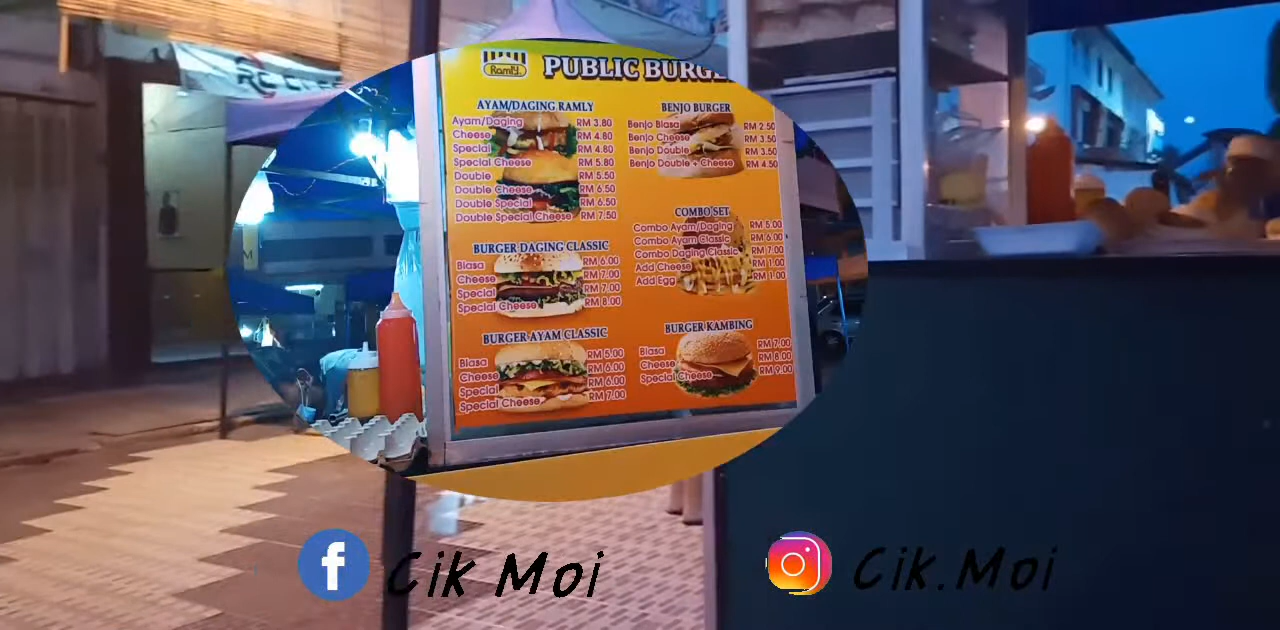 Ramly
PUBLIC BURGE
AYAM/DAGING RAMLY
Ayam/Daging RM 3.80
Cheese RM 4.80
Special RM 4.80
Special Cheese RM 5.80
Double RM 5.50
Double Cheese RM 6.50
Double Special RM 6.50
Double Special Cheese RM 7.50
BURGER DAGING CLASSIC
Biasa RM 6.00
Cheese RM 7.00
Special RM 7.00
Special Cheese RM 8.00
BURGER AYAM CLASSIC
Biasa RM 5.00
Cheese RM 6.00
Special RM 6.00
Special Cheese RM 7.00
BENJO BURGER
Benjo Biasa RM 2.50
Benjo Cheese RM 3.50
Benjo Double RM 3.50
Benjo Double + Cheese RM 4.50
COMBO SET
Combo Ayam/Daging RM 5.00
Combo Ayam Classic RM 6.00
Combo Daging Classic RM 7.00
Add Cheese RM 1.00
Add Egg RM 1.00
BURGER KAMBING
Biasa RM 7.00
Cheese RM 8.00
Special Cheese RM 9.00
Cik Moi
Cik.Moi